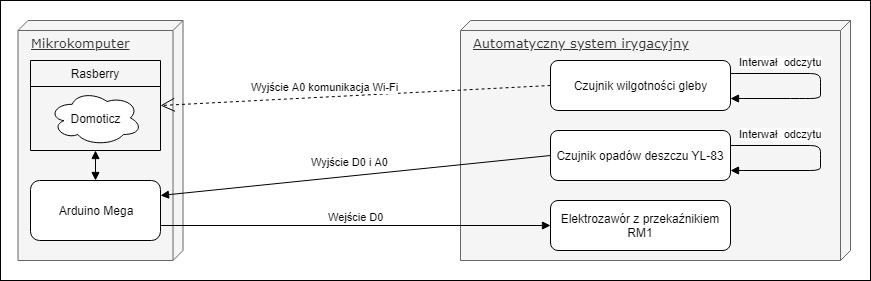 Mikrokomputer
Rasberry
Domoticz
Arduino Mega
Wyjście A0 komunikacja Wi-Fi
Wyjście D0 i A0
Wejście D0
Automatyczny system irygacyjny
Czujnik wilgotności gleby
Interwał odczytu
Czujnik opadów deszczu YL-83
Interwał odczytu
Elektrozawór z przekaźnikiem
RM1